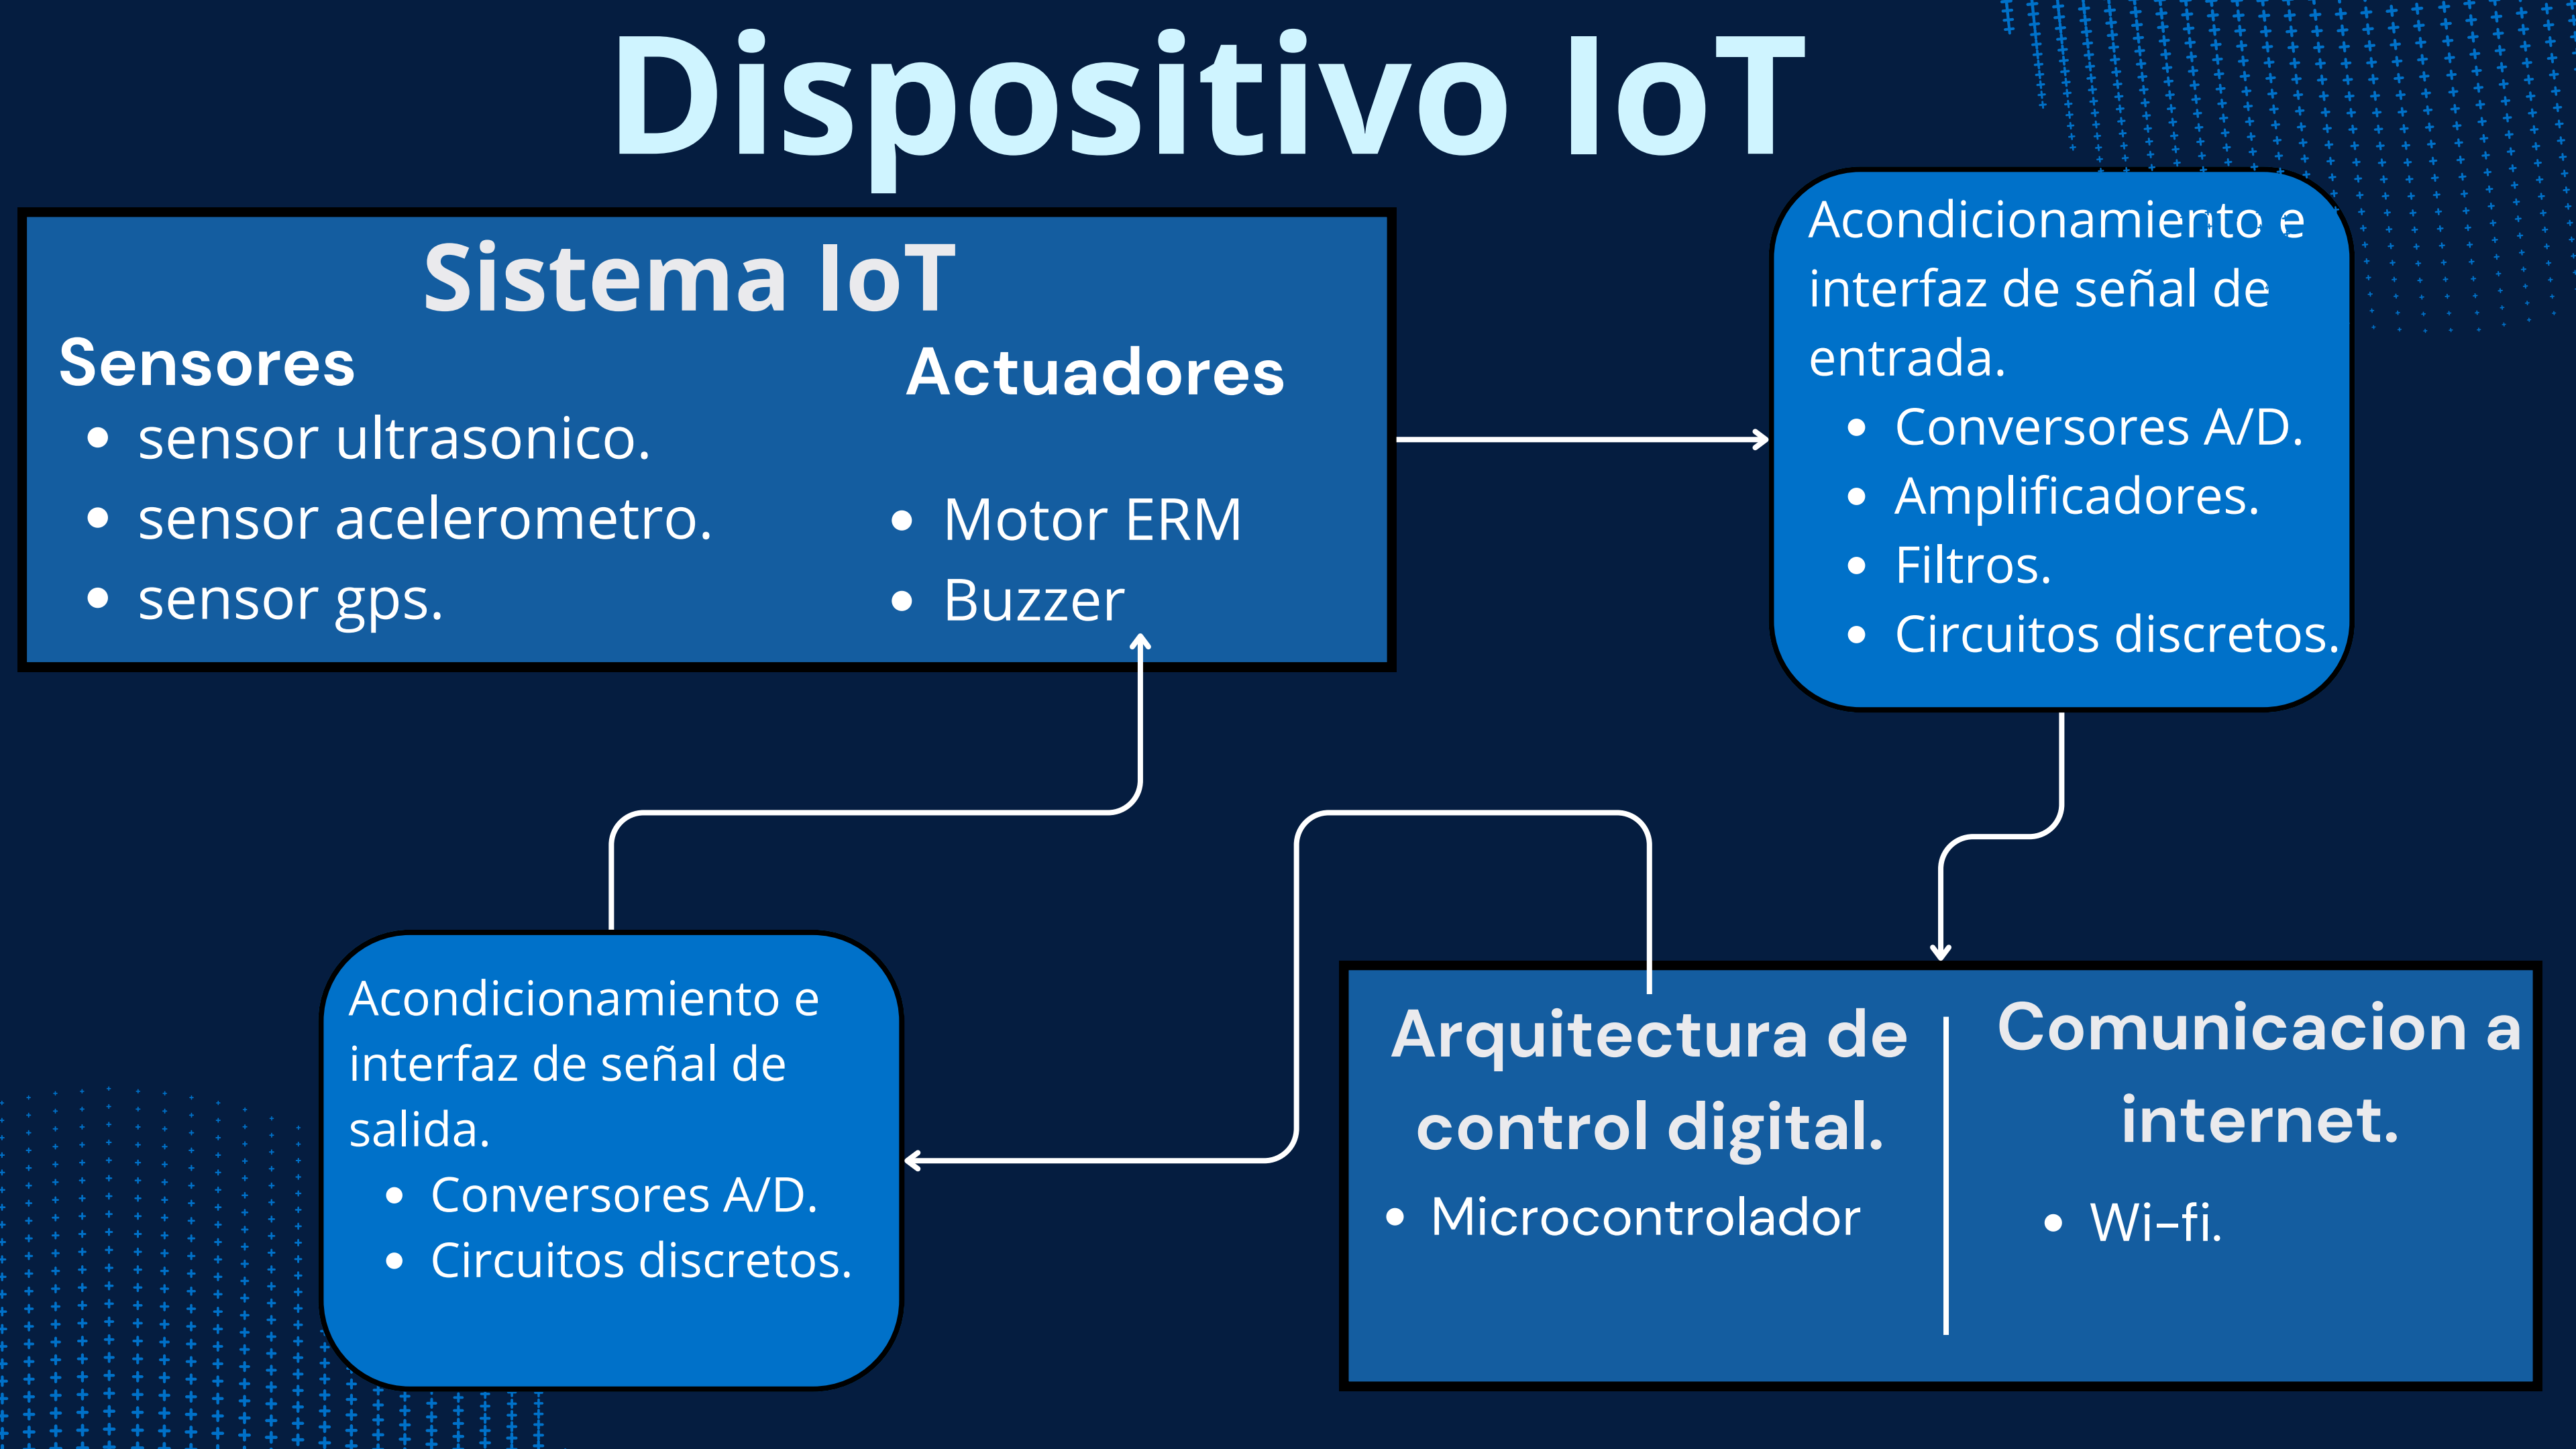 Dispositivo IoT
Sistema IoT
Sensores
• sensor ultrasonico.
• sensor acelerometro.
• sensor gps.
Actuadores
• Motor ERM
• Buzzer
Acondicionamiento e
interfaz de señal de
entrada.
• Conversores A/D.
• Amplificadores.
• Filtros.
• Circuitos discretos.
Acondicionamiento e
interfaz de señal de
salida.
• Conversores A/D.
• Circuitos discretos.
Arquitectura de
control digital.
• Microcontrolador
Comunicacion a
internet.
• Wi-fi.